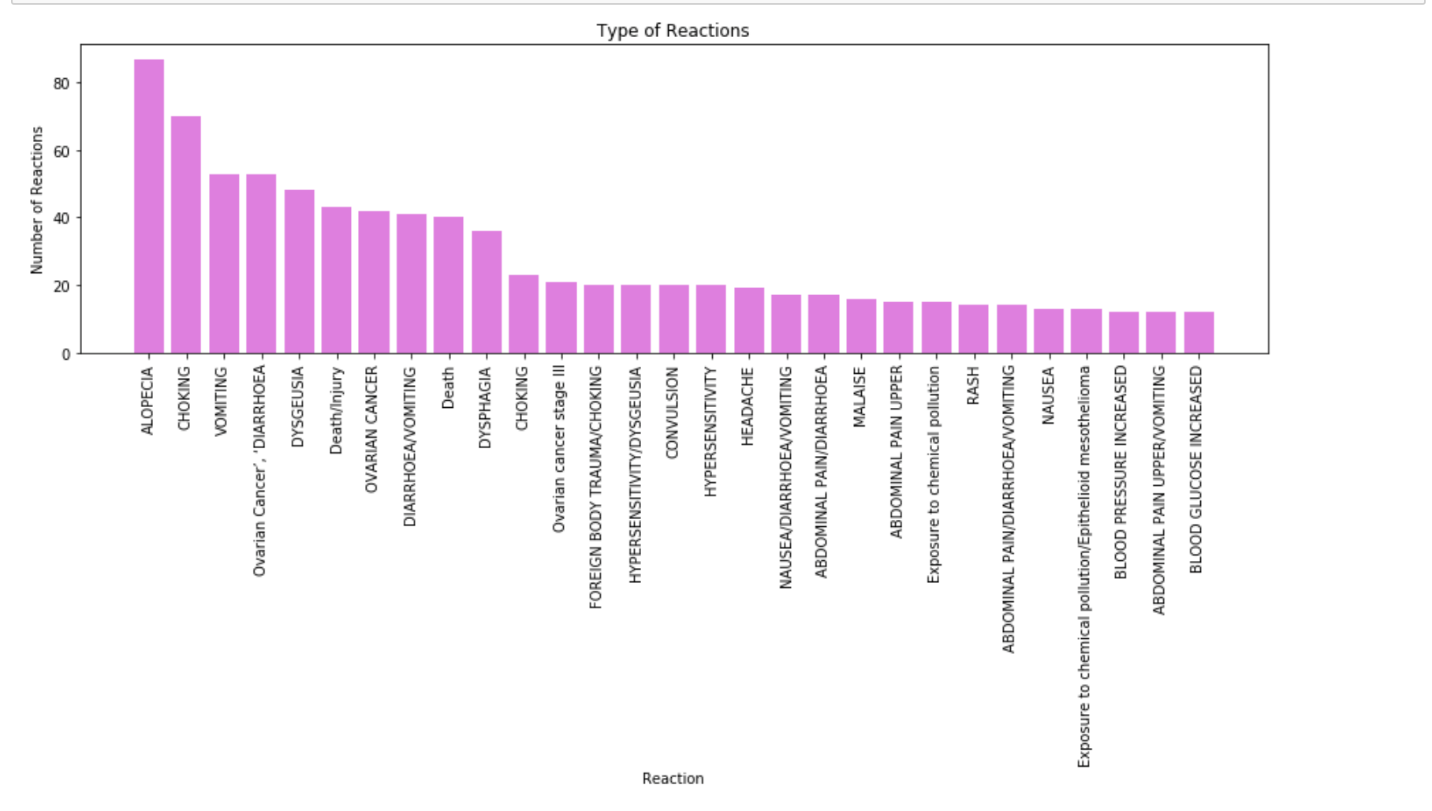 Type of Reactions
Number of Reactions
80
60
40
20
0
ALOPECIA
CHOKING
VOMITING
Ovarian Cancer’, ‘DIARRHOEA
DYSGEUSIA
Death/Injury
OVARIAN CANCER
DIARRHOEA/VOMITING
Death
DYSPHAGIA
CHOKING
Ovarian cancer stage III
FOREIGN BODY TRAUMA/CHOKING
HYPERSENSITIVITY/DYSGEUSIA
CONVULSION
HYPERSENSITIVITY
HEADACHE
NAUSEA/DIARRHOEA/VOMITING
ABDOMINAL PAIN/DIARRHOEA
MALAISE
ABDOMINAL PAIN UPPER
Exposure to chemical pollution
RASH
ABDOMINAL PAIN/DIARRHOEA/VOMITING
NAUSEA
Exposure to chemical pollution/Epithelioid mesothelioma
BLOOD PRESSURE INCREASED
ABDOMINAL PAIN UPPER/VOMITING
BLOOD GLUCOSE INCREASED
Reaction